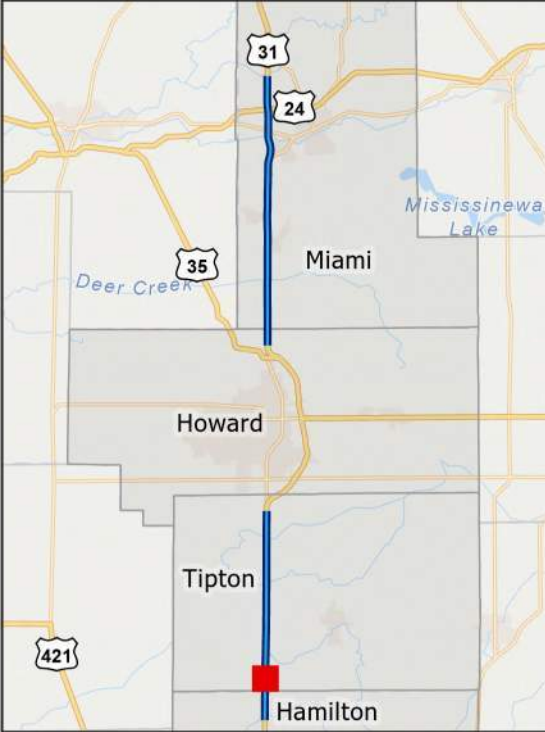 31
24
Mississinewa
Lake
Miami
35
Deer Creek
Howard
Tipton
421
Hamilton